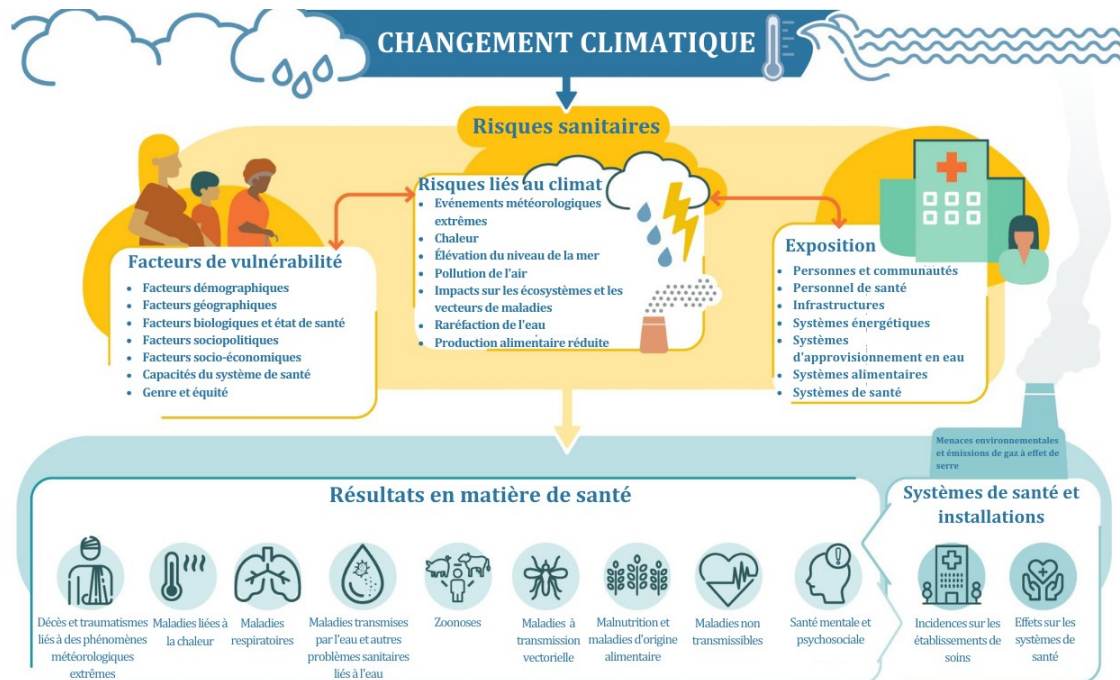 CHANGEMENT CLIMATIQUE
Risques sanitaires
Risques liés au climat
• Evénements météorologiques
extrêmes
• Chaleur
• Élévation du niveau de la mer
• Pollution de l'air
• Impacts sur les écosystèmes et les
vecteurs de maladies
• Raréfaction de l'eau
• Production alimentaire réduite
Facteurs de vulnérabilité
• Facteurs démographiques
• Facteurs géographiques
• Facteurs biologiques et état de santé
• Facteurs sociopolitiques
• Facteurs socio-économiques
• Capacités du système de santé
• Genre et équité
Exposition
• Personnes et communautés
• Personnel de santé
• Infrastructures
• Systèmes énergétiques
• Systèmes
d'approvisionnement en eau
• Systèmes alimentaires
• Systèmes de santé
Menaces environnementales
et émissions de gaz à effet de
serre
Résultats en matière de santé
Décès et traumatismes
liés à des phénomènes
météorologiques
extrêmes
Maladies liées à
la chaleur
Maladies
respiratoires
Maladies transmises
par l'eau et autres
problèmes sanitaires
liés à l'eau
Zoonoses
Maladies à
transmission
vectorielle
Malnutrition et
maladies d'origine
alimentaire
Maladies non
transmissibles
Santé mentale et
psychosociale
Systèmes de santé et
installations
Incidences sur les
établissements de
soins
Effets sur les
systèmes de
santé